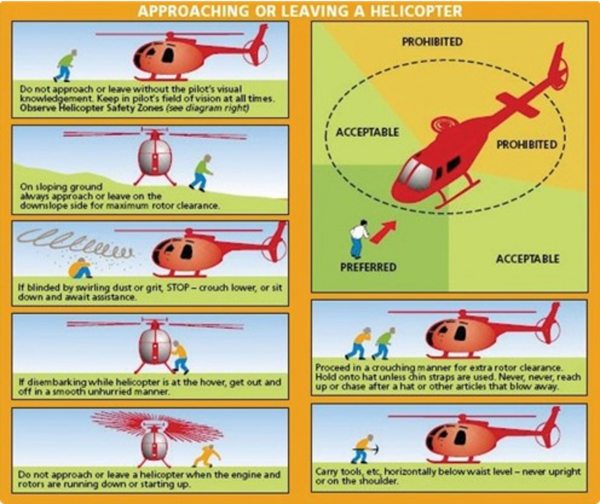 APPROACHING OR LEAVING A HELICOPTER
Do not approach or leave without the pilot's visual
knowledgement. Keep in pilot's field of vision at all times.
Observe Helicopter Safety Zones (see diagram right)
On sloping ground
always approach or leave on the
downslope side for maximum rotor clearance.
If blinded by swirling dust or grit, STOP – crouch lower, or sit
down and await assistance.
If disembarking while helicopter is at the hover, get out and
off in a smooth unhurried manner.
Do not approach or leave a helicopter when the engine and
rotors are running down or starting up.
PROHIBITED
ACCEPTABLE
PROHIBITED
ACCEPTABLE
PREFERRED
Proceed in a crouching manner for extra rotor clearance.
Hold onto hat unless chin straps are used. Never, never, reach
up or chase after a hat or other articles that blow away.
Carry tools, etc, horizontally below waist level – never upright
or on the shoulder.